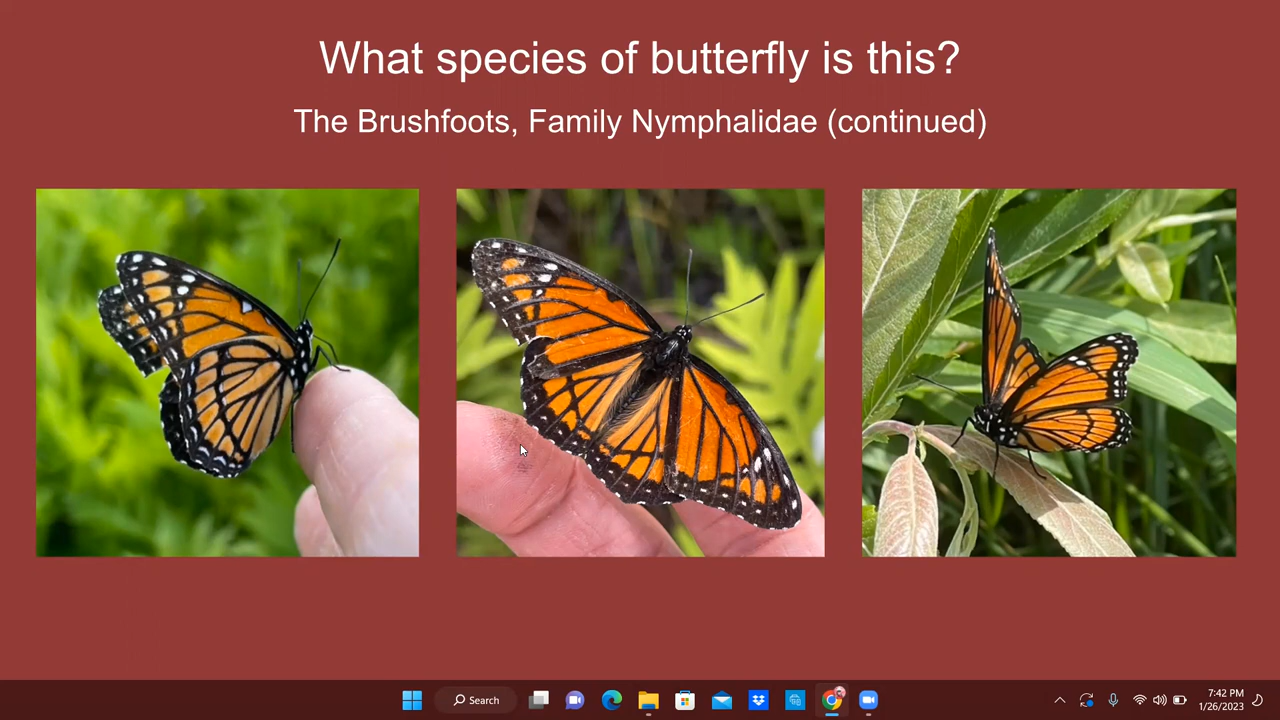 What species of butterfly is this?
The Brushfoots, Family Nymphalidae (continued)
Search
7:42 PM
1/26/2023